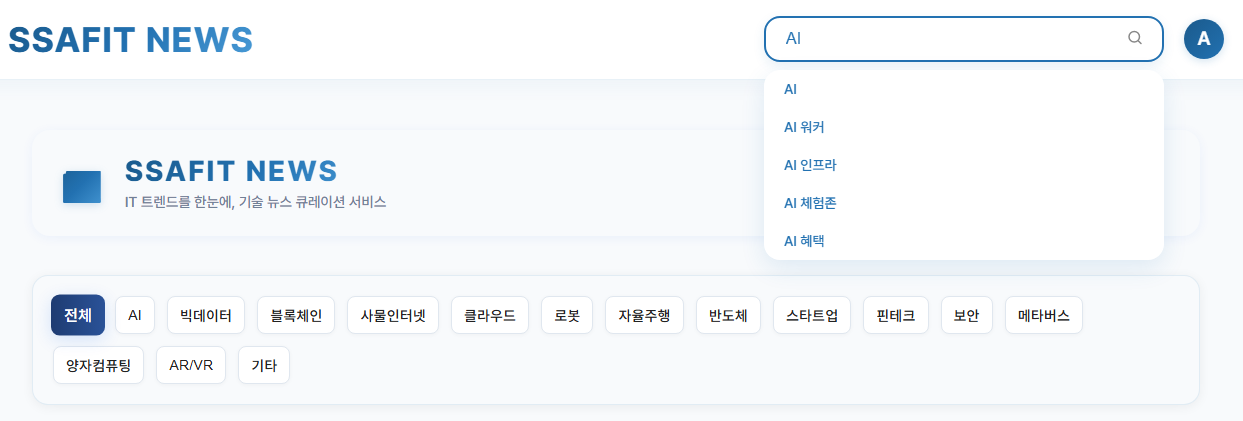 SSAFIT NEWS
AI
A
AI
AI 워커
AI 인프라
AI 체험존
AI 혜택
SSAFIT NEWS
IT 트렌드를 한눈에, 기술 뉴스 큐레이션 서비스
전체 AI 빅데이터 블록체인 사물인터넷 클라우드 로봇 자율주행 반도체 스타트업 핀테크 보안 메타버스
양자컴퓨팅 AR/VR 기타